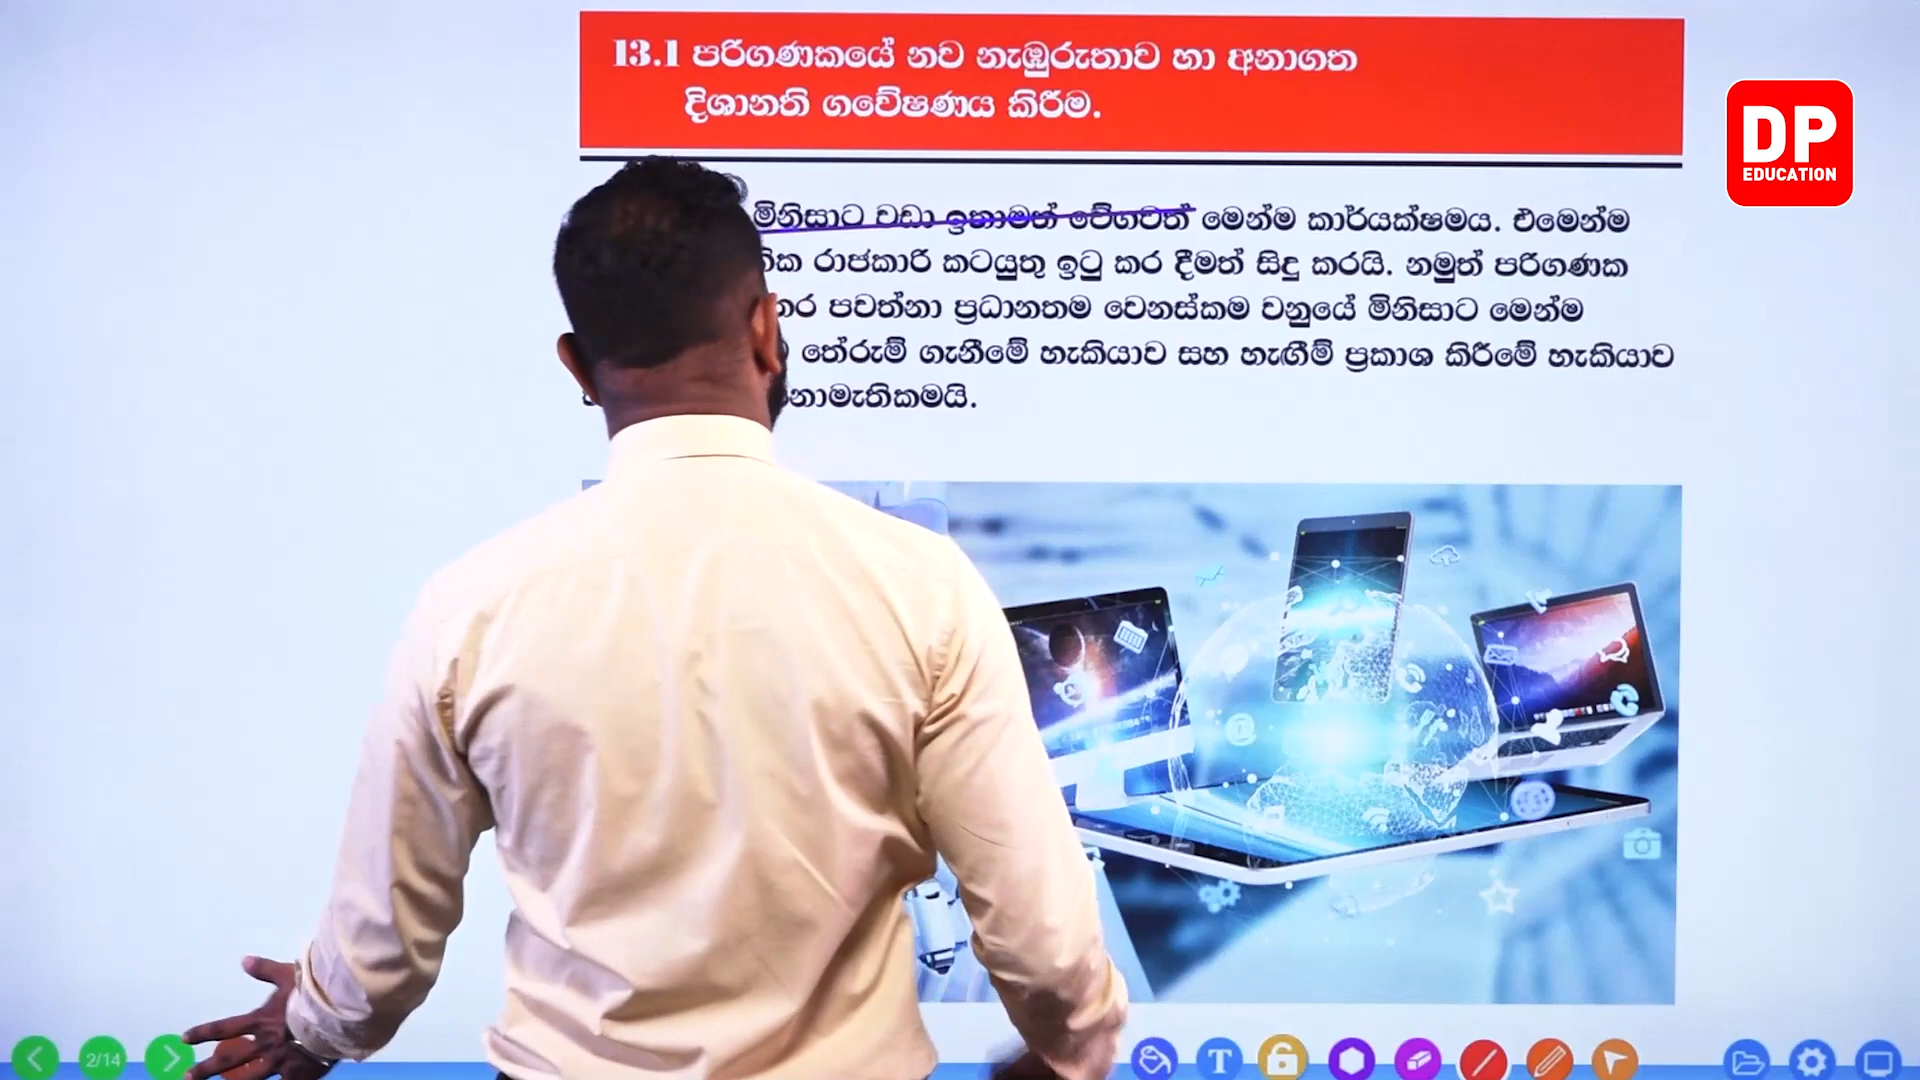 13.1 පරිගණකයේ නව නැඹුරුතාව හා අනාගත
දිශානති ගවේෂණය කිරීම.
DP
EDUCATION
මිනිසාට වඩා ඉතාමත් වේගවත් මෙන්ම කාර්යක්ෂමය. එමෙන්ම
රාජකාරි කටයුතු ඉටු කර දීමත් සිදු කරයි. නමුත් පරිගණක
පවත්නා ප්‍රධානතම වෙනස්කම වනුයේ මිනිසාට මෙන්ම
තේරුම් ගැනීමේ හැකියාව සහ හැඟීම් ප්‍රකාශ කිරීමේ හැකියාව
නොමැතිකමයි.
2/14
T